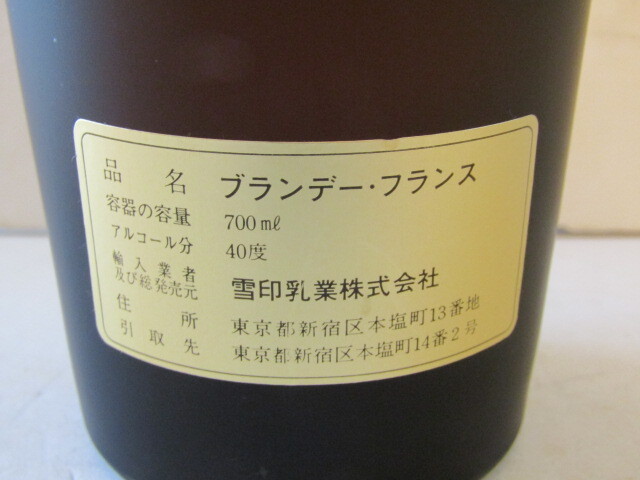 品名 ブランデー・フランス
容器の容量 700㎖
アルコール分 40度
輸入業者
及び総発売元 雪印乳業株式会社
住所 東京都新宿区本塩町13番地
引取先 東京都新宿区本塩町14番2号